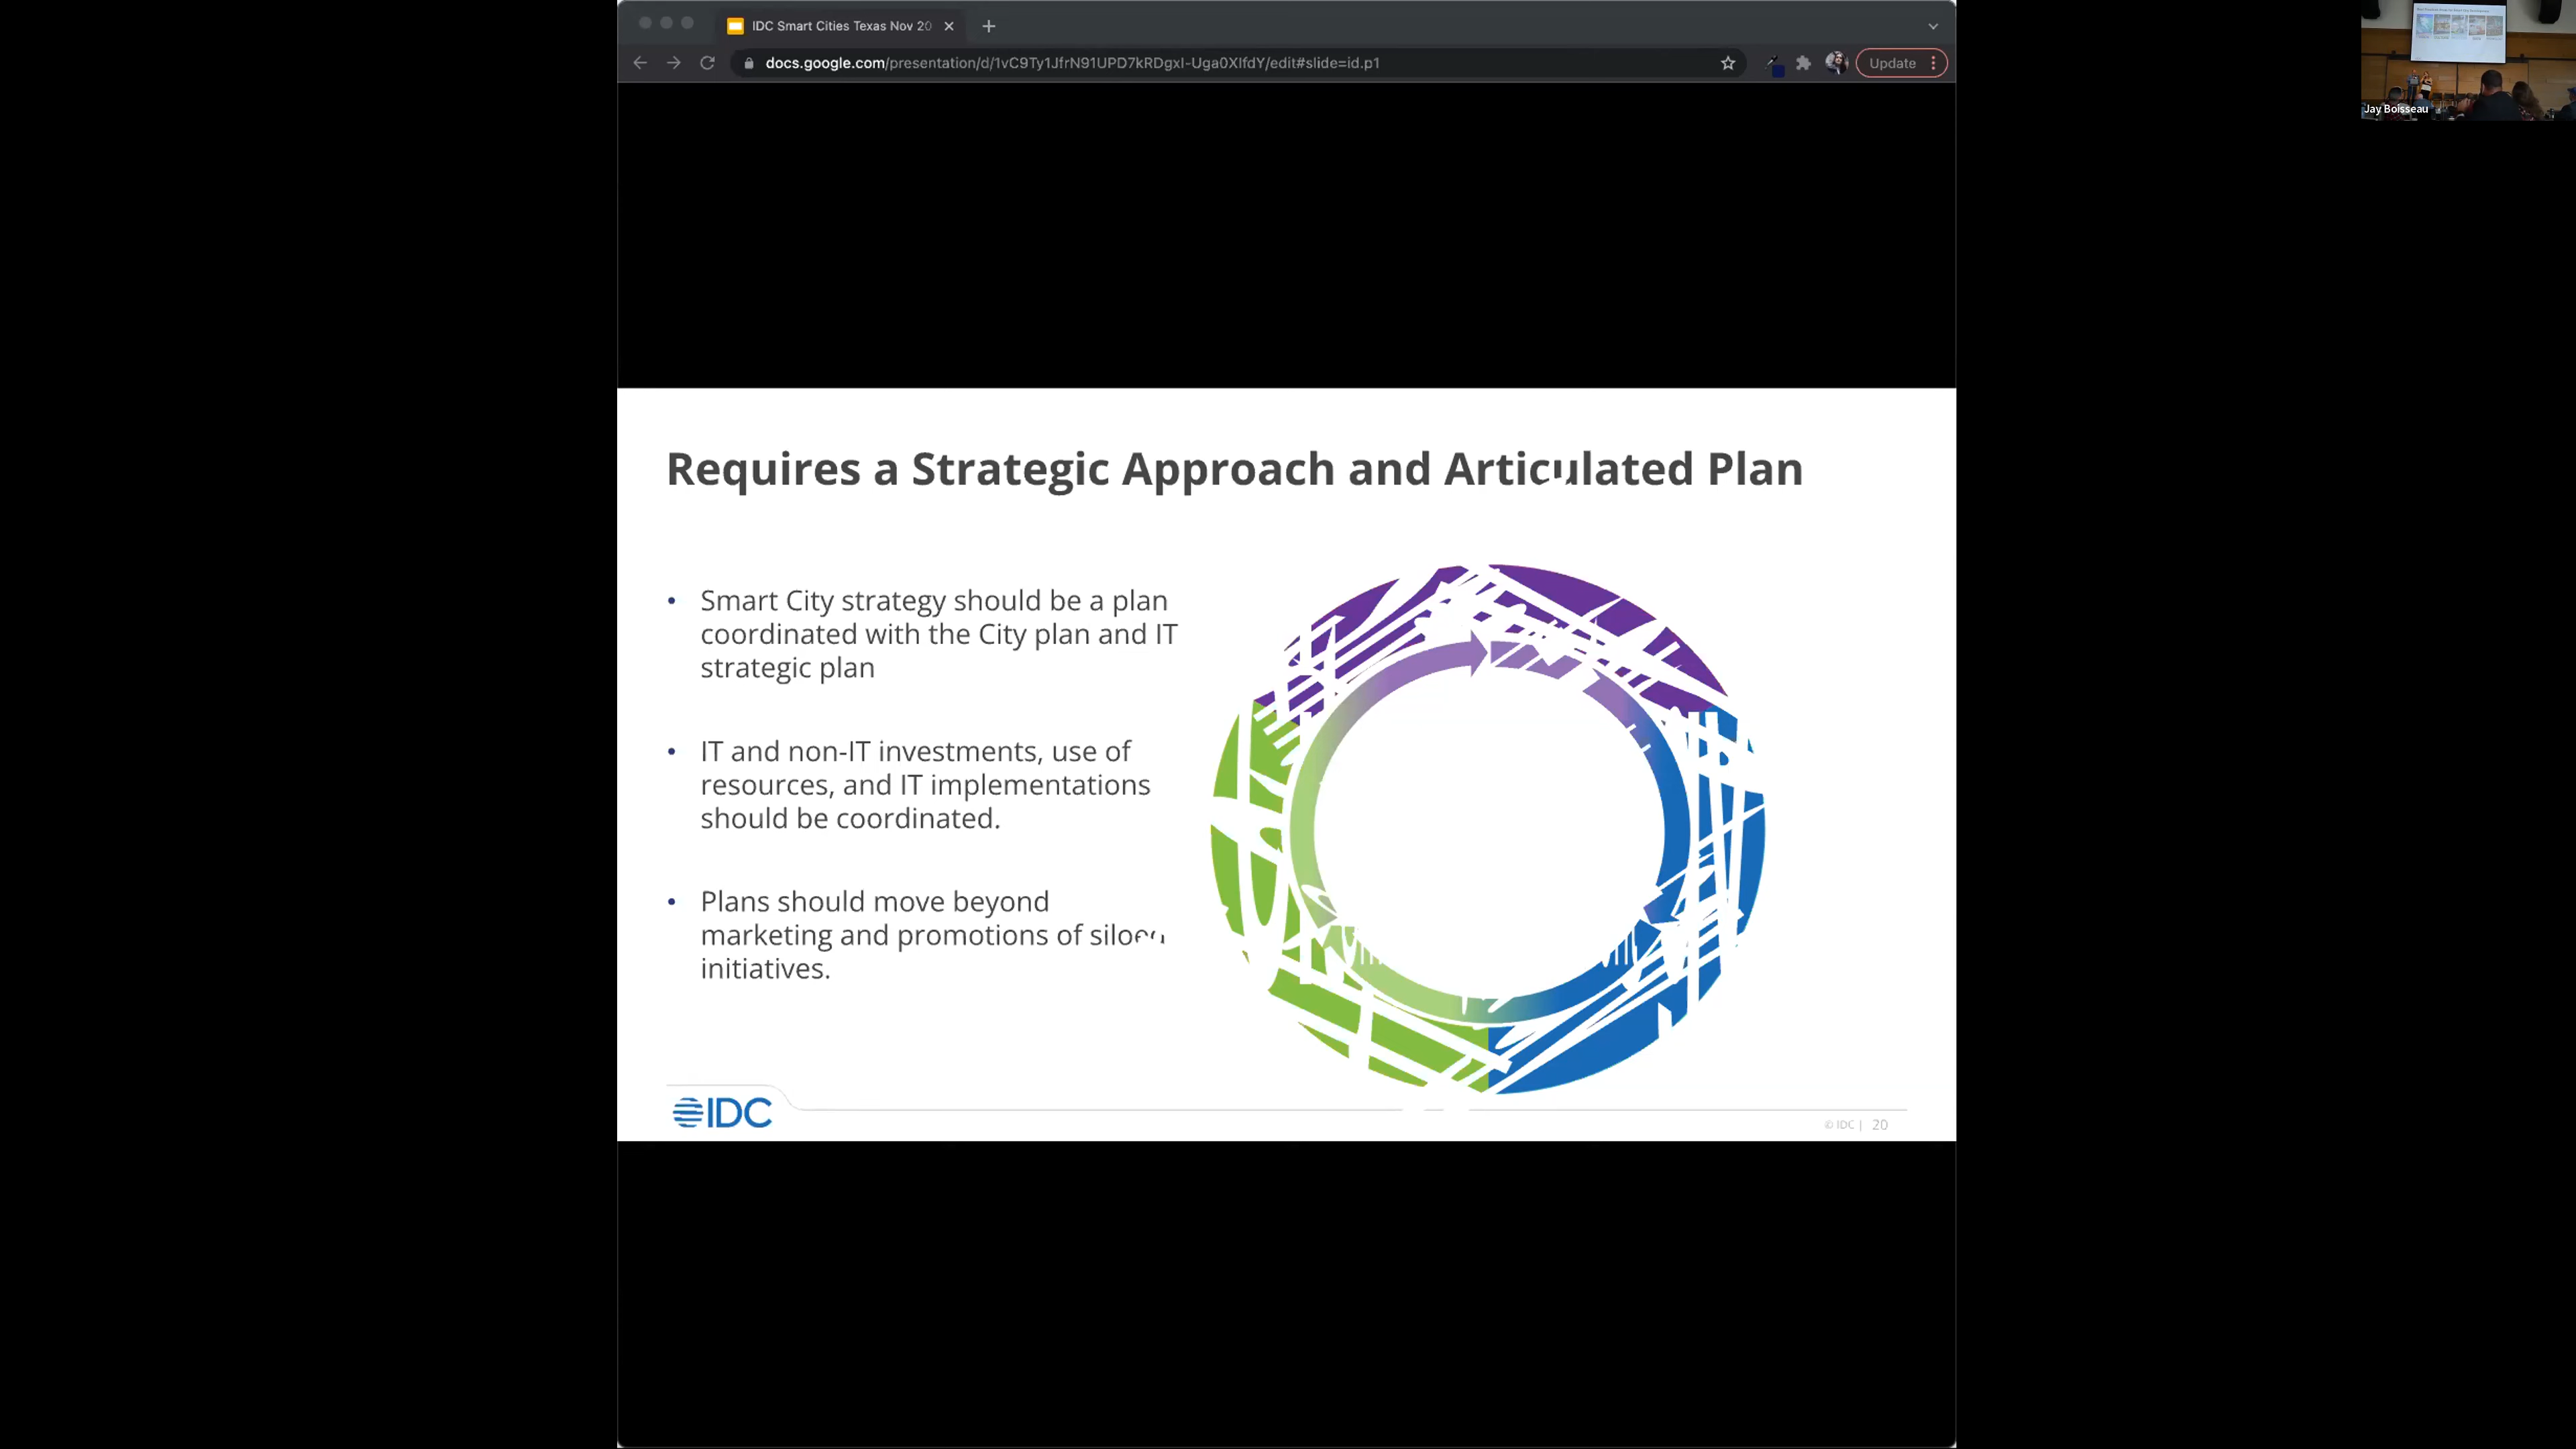 IDC Smart Cities Texas Nov 20
docs.google.com/presentation/d/1vC9Ty1JfrN91UPD7kRDgxI-Uga0XIfdY/edit#slide=id.p1
Update
Jay Boisseau
Requires a Strategic Approach and Articulated Plan
• Smart City strategy should be a plan
coordinated with the City plan and IT
strategic plan
• IT and non-IT investments, use of
resources, and IT implementations
should be coordinated.
• Plans should move beyond
marketing and promotions of siloed
initiatives.
IDC
© IDC | 20